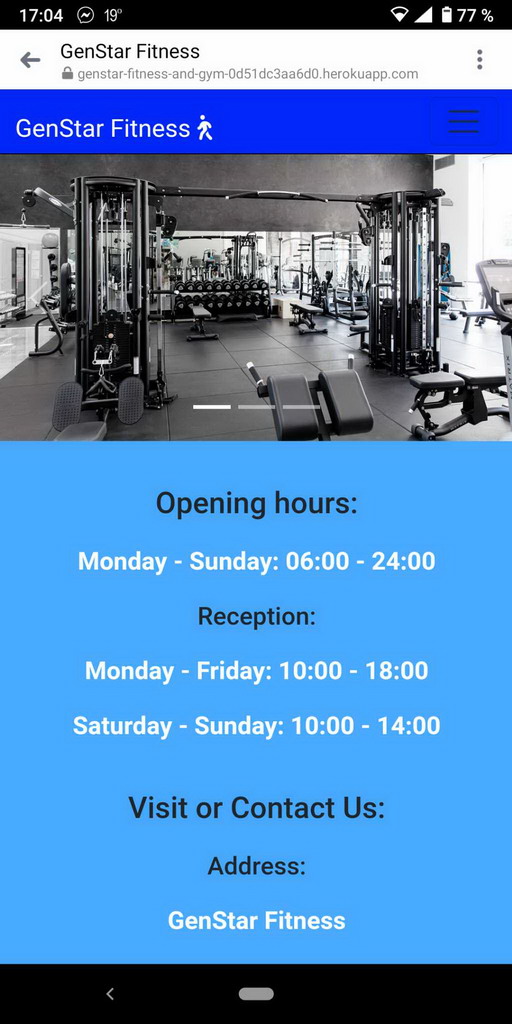 17:04 19° 77 %
GenStar Fitness
genstar-fitness-and-gym-0d51dc3aa6d0.herokuapp.com
GenStar Fitness
Opening hours:
Monday - Sunday: 06:00 - 24:00
Reception:
Monday - Friday: 10:00 - 18:00
Saturday - Sunday: 10:00 - 14:00
Visit or Contact Us:
Address:
GenStar Fitness